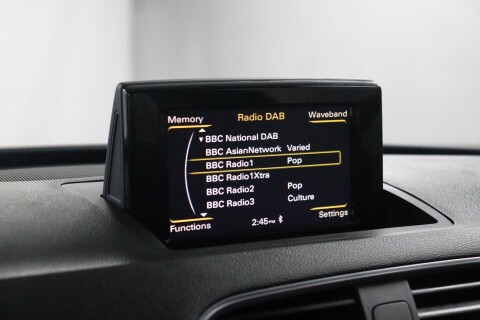 Memory Radio DAB Waveband
▾ BBC National DAB
BBC AsianNetwork Varied
BBC Radio1 Pop
BBC Radio1Xtra
BBC Radio2 Pop
BBC Radio3 Culture
Functions 2:45PM Settings